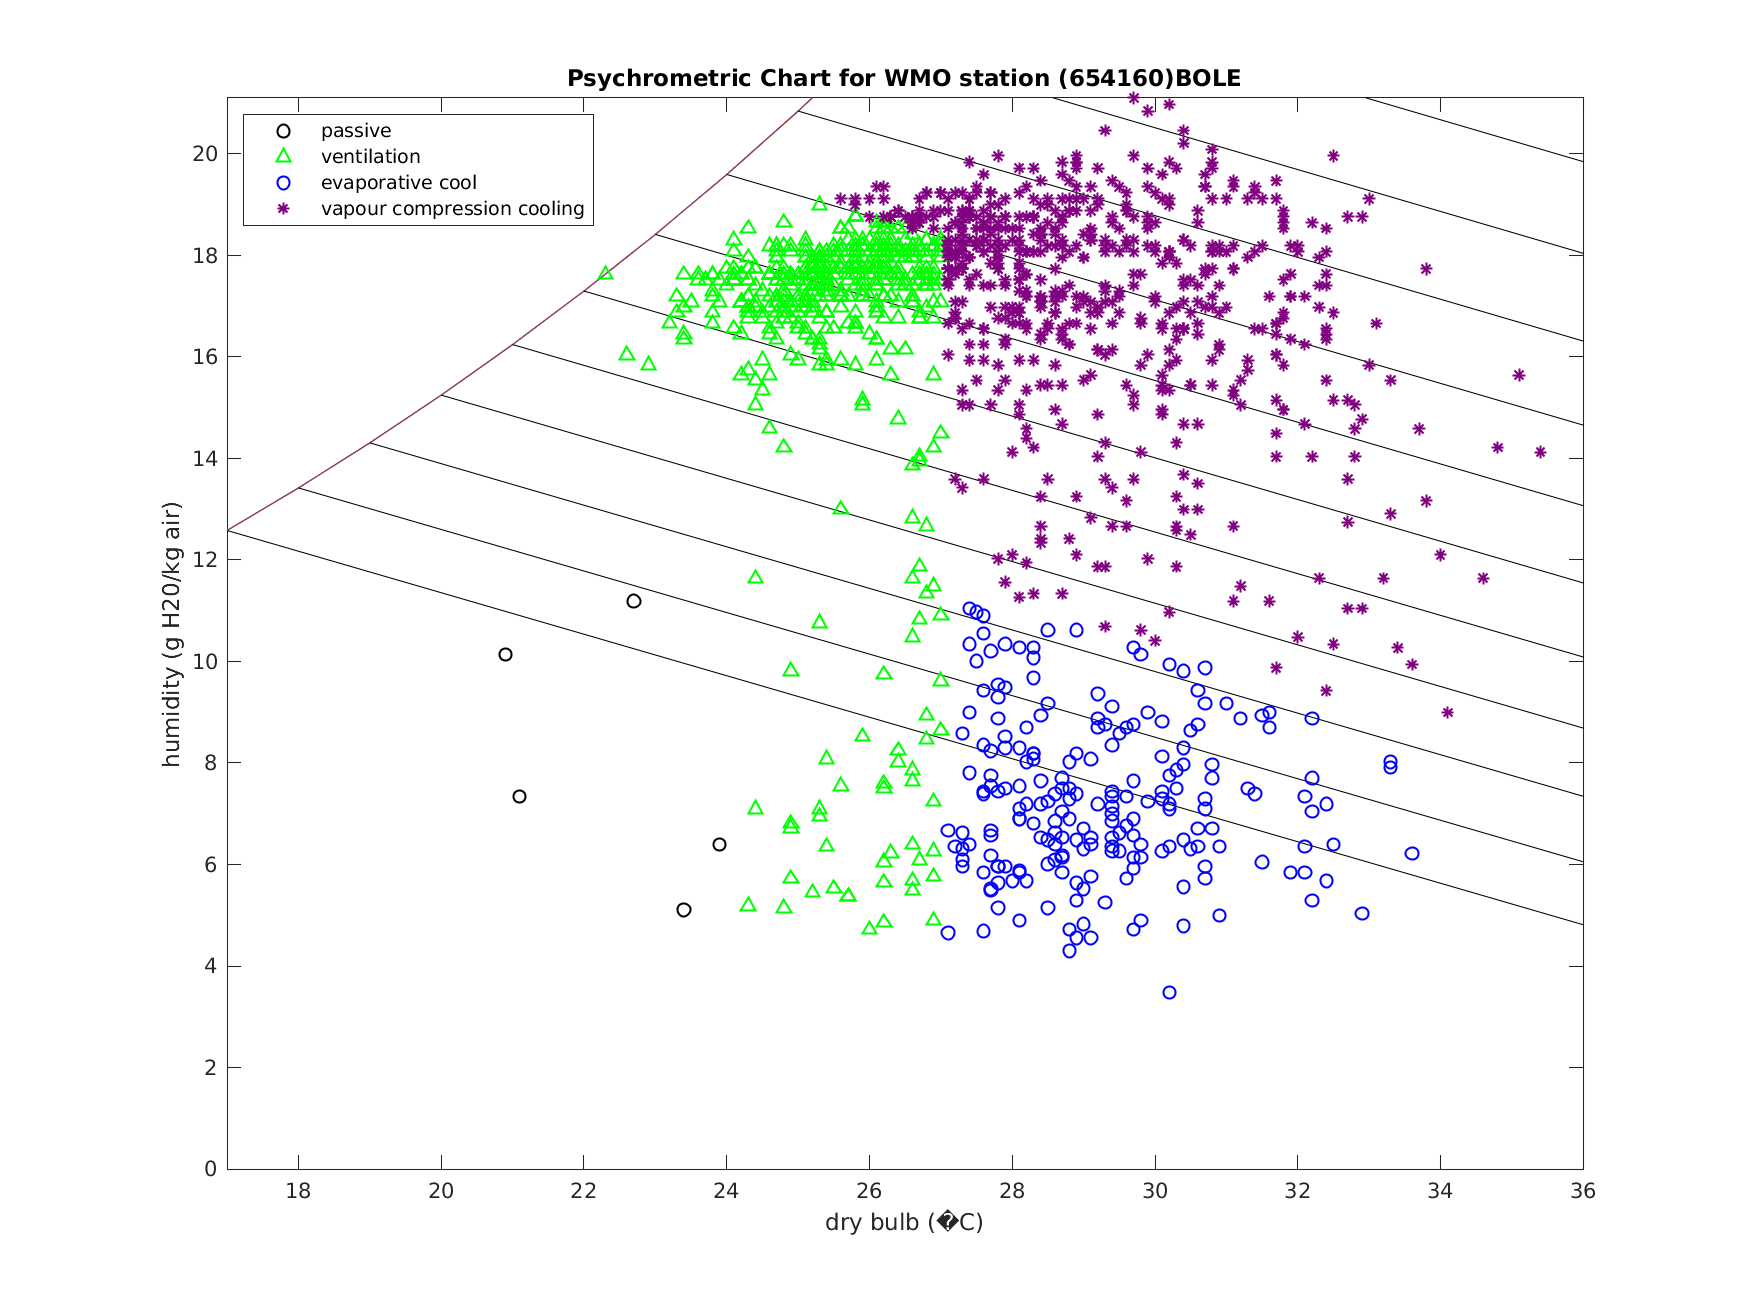 Psychrometric Chart for WMO station (654160)BOLE
passive
ventilation
evaporative cool
vapour compression cooling
humidity (g H20/kg air)
20
18
16
14
12
10
8
6
4
2
0
18 20 22 24 26 28 30 32 34 36
dry bulb (�C)